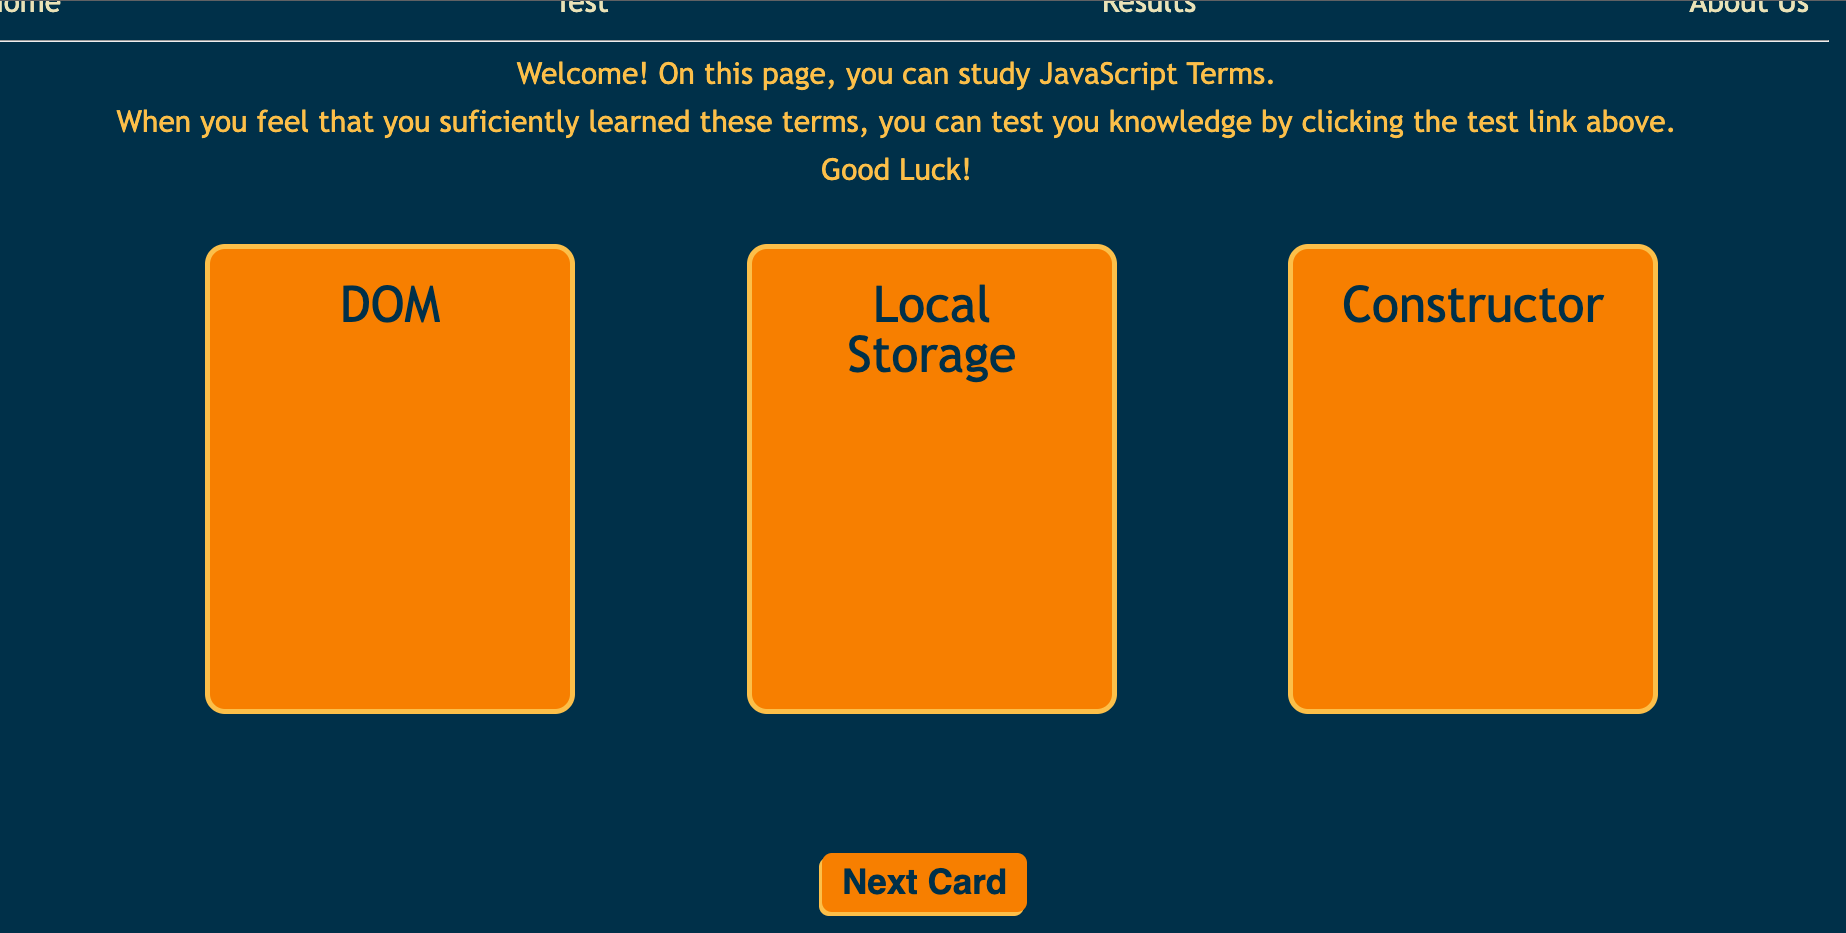 Home Test Results About Us
Welcome! On this page, you can study JavaScript Terms.
When you feel that you suficiently learned these terms, you can test you knowledge by clicking the test link above.
Good Luck!
DOM
Local
Storage
Constructor
Next Card